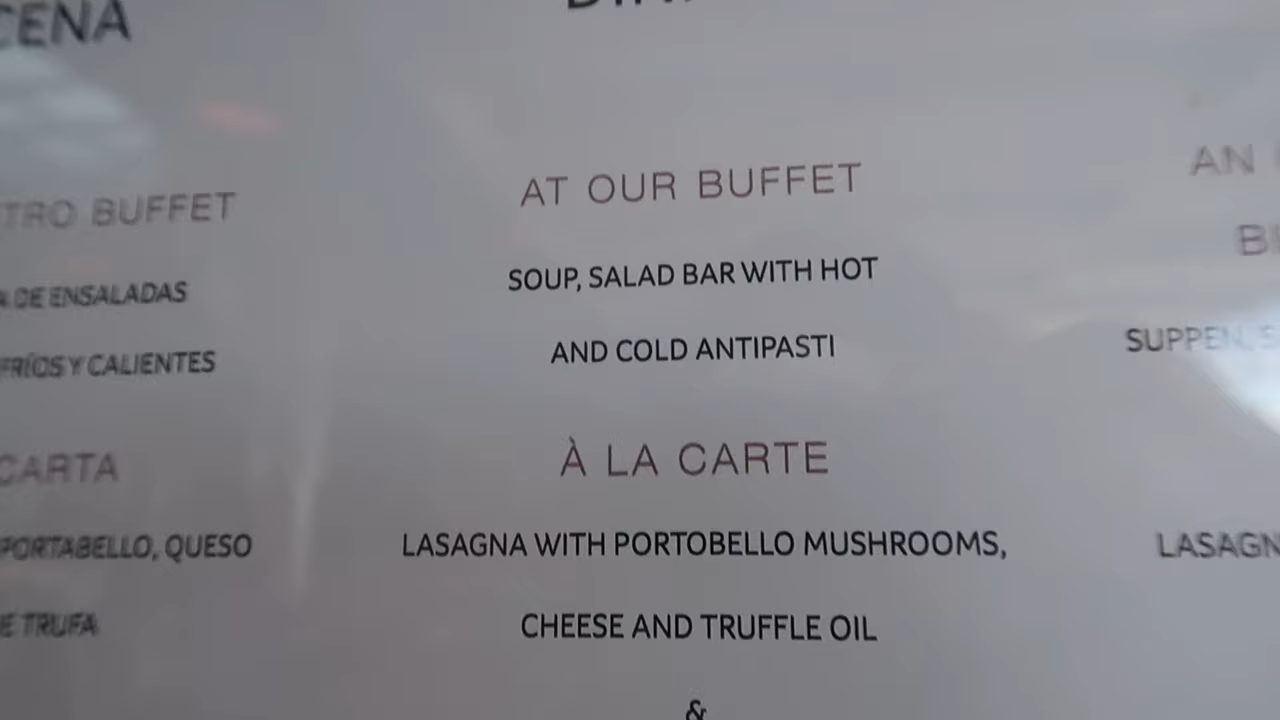 CENA
TRO BUFFET
DE ENSALADAS
FRÍOS Y CALIENTES
CARTA
PORTABELLO, QUESO
E TRUFA
AT OUR BUFFET
SOUP, SALAD BAR WITH HOT
AND COLD ANTIPASTI
À LA CARTE
LASAGNA WITH PORTOBELLO MUSHROOMS,
CHEESE AND TRUFFLE OIL
&
AN
SUPPEN,
LASAGN